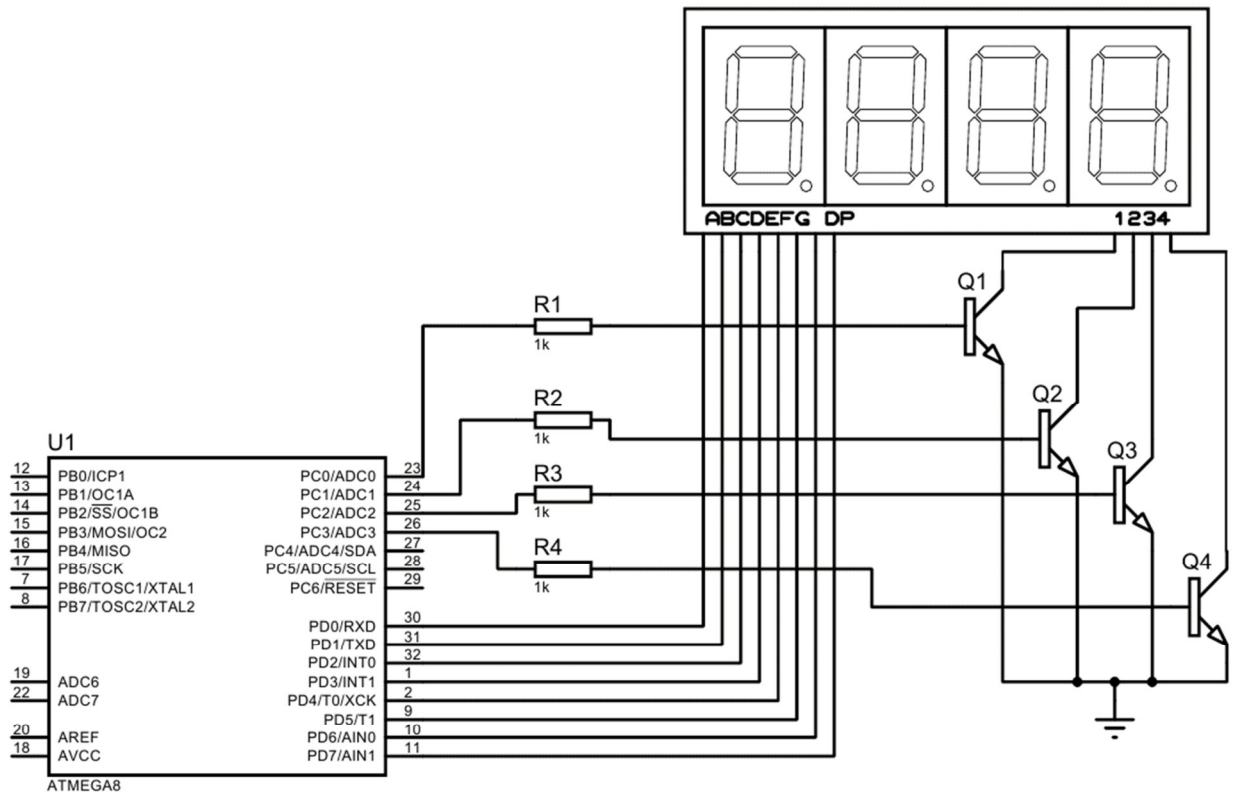 ABCDEFG DP
1234
Q1
R1
1k
Q2
R2
1k
U1
Q3
R3
1k
12 PB0/ICP1 PC0/ADC0 23
13 PB1/OC1A PC1/ADC1 24
14 PB2/SS/OC1B PC2/ADC2 25
15 PB3/MOSI/OC2 PC3/ADC3 26
16 PB4/MISO PC4/ADC4/SDA 27
17 PB5/SCK PC5/ADC5/SCL 28
7 PB6/TOSC1/XTAL1 PC6/RESET 29
8 PB7/TOSC2/XTAL2
R4
1k
Q4
PD0/RXD 30
PD1/TXD 31
PD2/INT0 32
19 ADC6 PD3/INT1 1
22 ADC7 PD4/T0/XCK 2
PD5/T1 9
20 AREF PD6/AIN0 10
18 AVCC PD7/AIN1 11
ATMEGA8